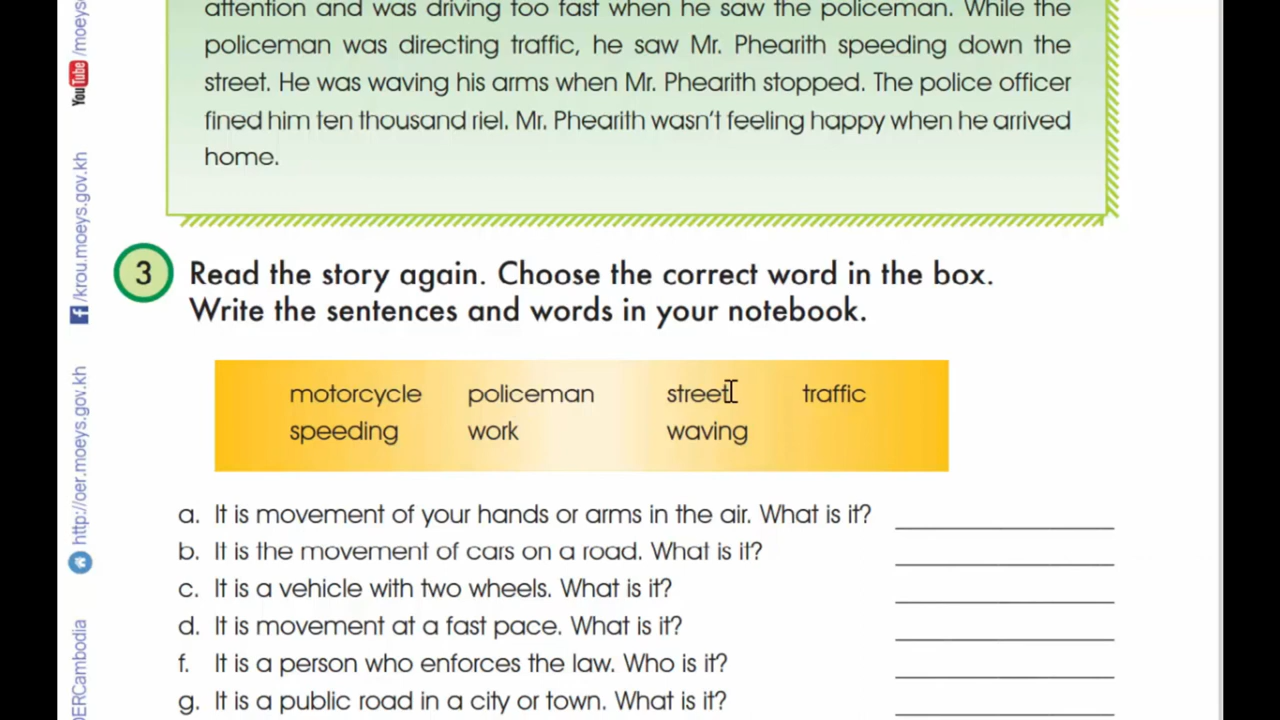 attention and was driving too fast when he saw the policeman. While the
policeman was directing traffic, he saw Mr. Phearith speeding down the
street. He was waving his arms when Mr. Phearith stopped. The police officer
fined him ten thousand riel. Mr. Phearith wasn't feeling happy when he arrived
home.
3 Read the story again. Choose the correct word in the box.
Write the sentences and words in your notebook.
motorcycle policeman street traffic
speeding work waving
a. It is movement of your hands or arms in the air. What is it?
b. It is the movement of cars on a road. What is it?
c. It is a vehicle with two wheels. What is it?
d. It is movement at a fast pace. What is it?
f. It is a person who enforces the law. Who is it?
g. It is a public road in a city or town. What is it?
YouTube /moeys
f /krou.moeys.gov.kh
http://oer.moeys.gov.kh
OERCambodia